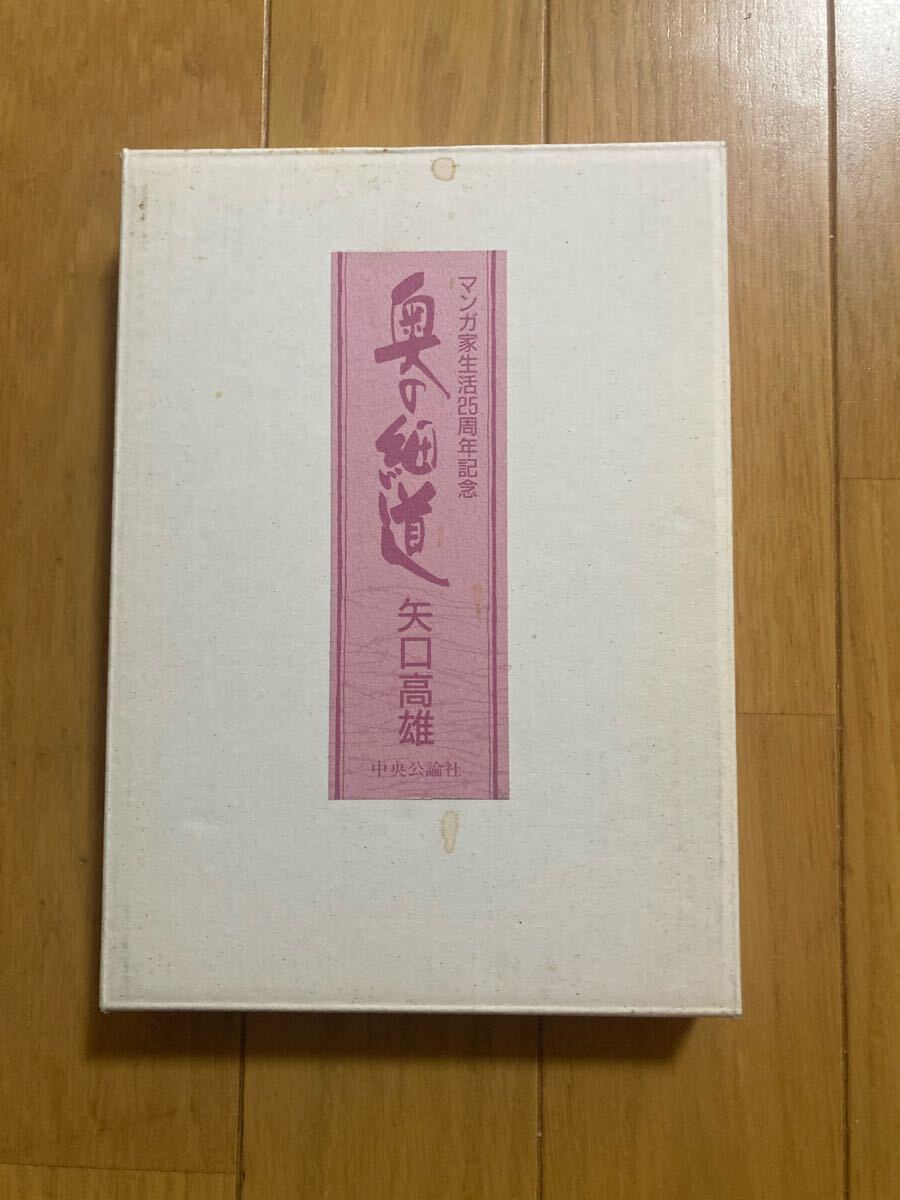 マンガ家生活25周年記念
奥の細道
矢口高雄
中央公論社